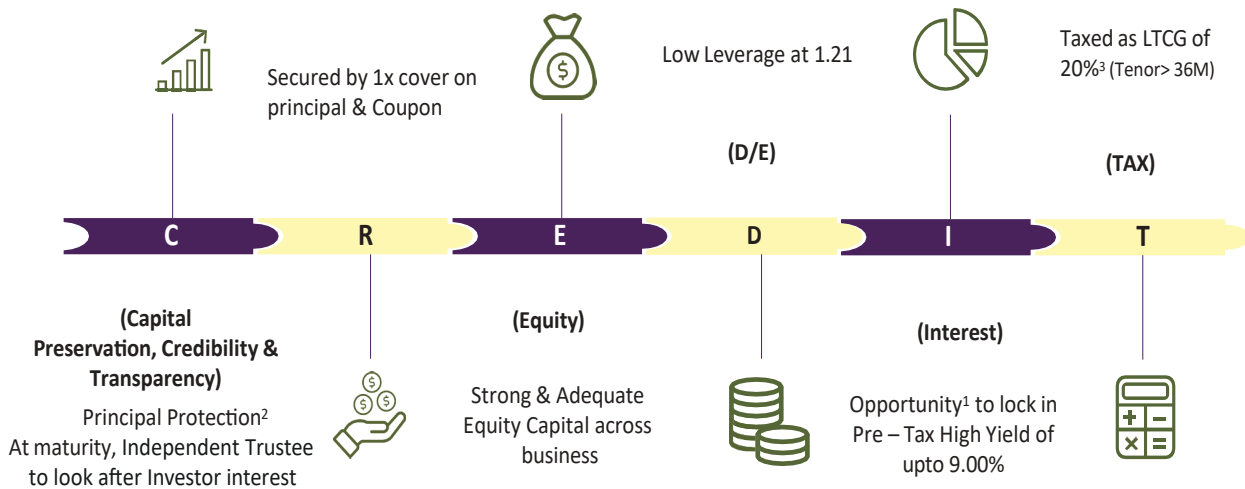 Secured by 1x cover on
principal & Coupon
Low Leverage at 1.21
(D/E)
Taxed as LTCG of
20%³ (Tenor> 36M)
(TAX)
C
R
E
D
I
T
(Capital
Preservation, Credibility &
Transparency)
Principal Protection²
At maturity, Independent Trustee
to look after Investor interest
(Equity)
Strong & Adequate
Equity Capital across
business
(Interest)
Opportunity¹ to lock in
Pre – Tax High Yield of
upto 9.00%